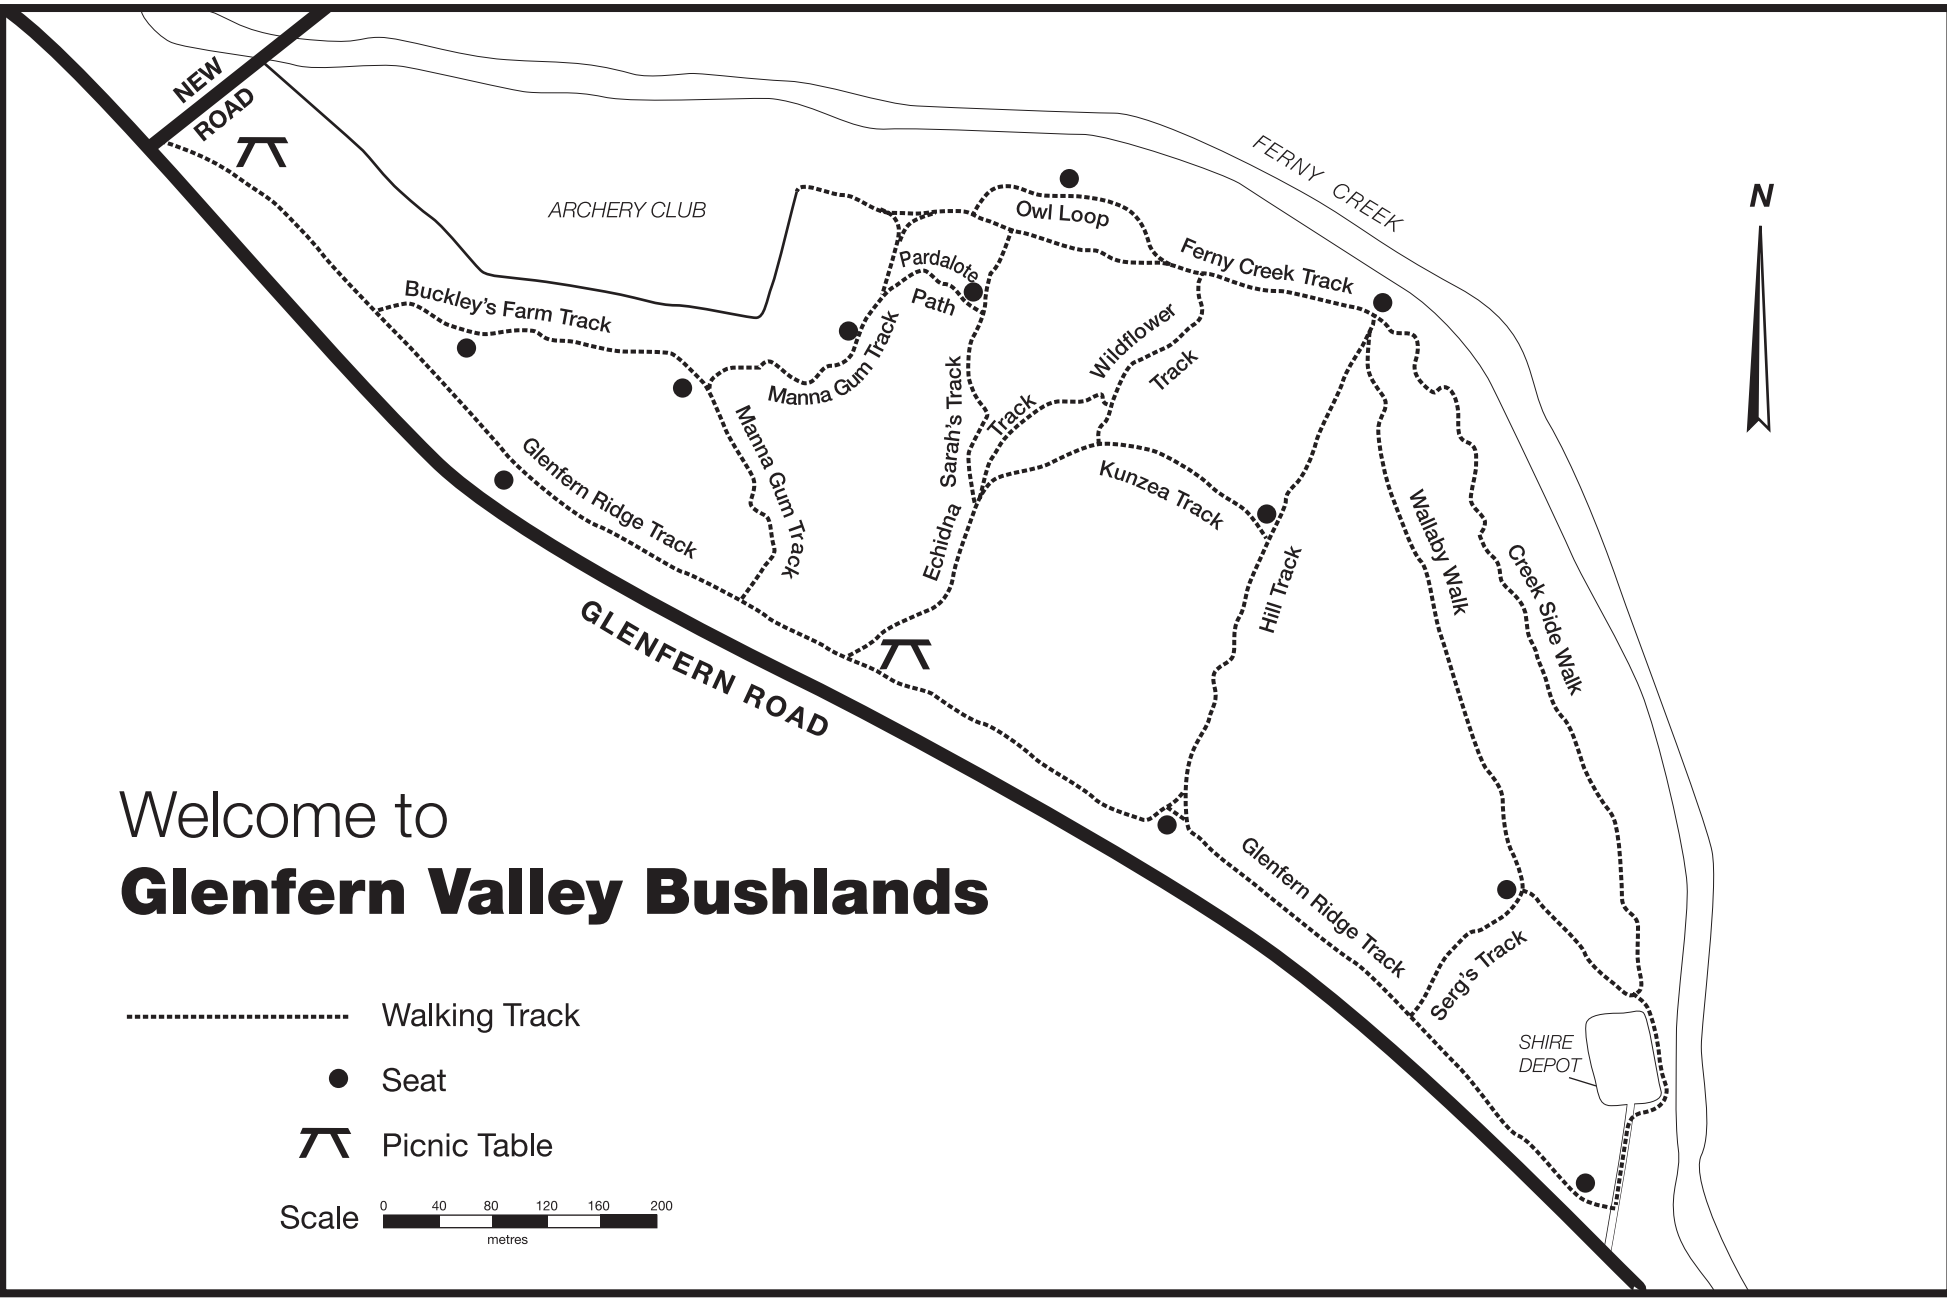 NEW
ROAD
ARCHERY CLUB
FERNY CREEK
N
Owl Loop
Ferny Creek Track
Pardalote
Path
Buckley's Farm Track
Manna Gum Track
Wildflower
Track
Sarah's Track
Track
Manna Gum Track
Glenfern Ridge Track
Echidna
Kunzea Track
Hill Track
Wallaby Walk
Creek Side Walk
GLENFERN ROAD
Glenfern Ridge Track
Serg's Track
SHIRE
DEPOT
Welcome to
Glenfern Valley Bushlands
Walking Track
Seat
Picnic Table
Scale
0 40 80 120 160 200
metres